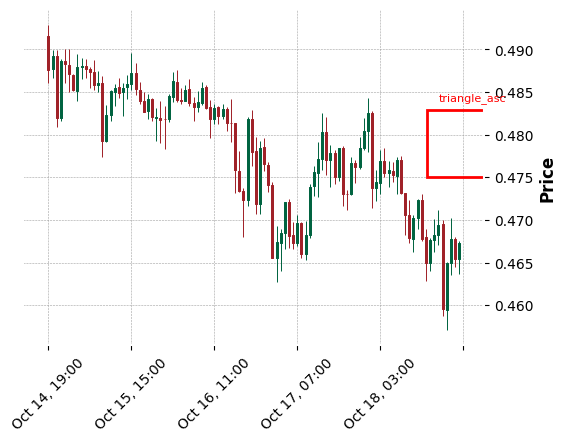 0.490
0.485
triangle_asc
0.480
0.475
0.470
0.465
0.460
Price
Oct 14, 19:00
Oct 15, 15:00
Oct 16, 11:00
Oct 17, 07:00
Oct 18, 03:00